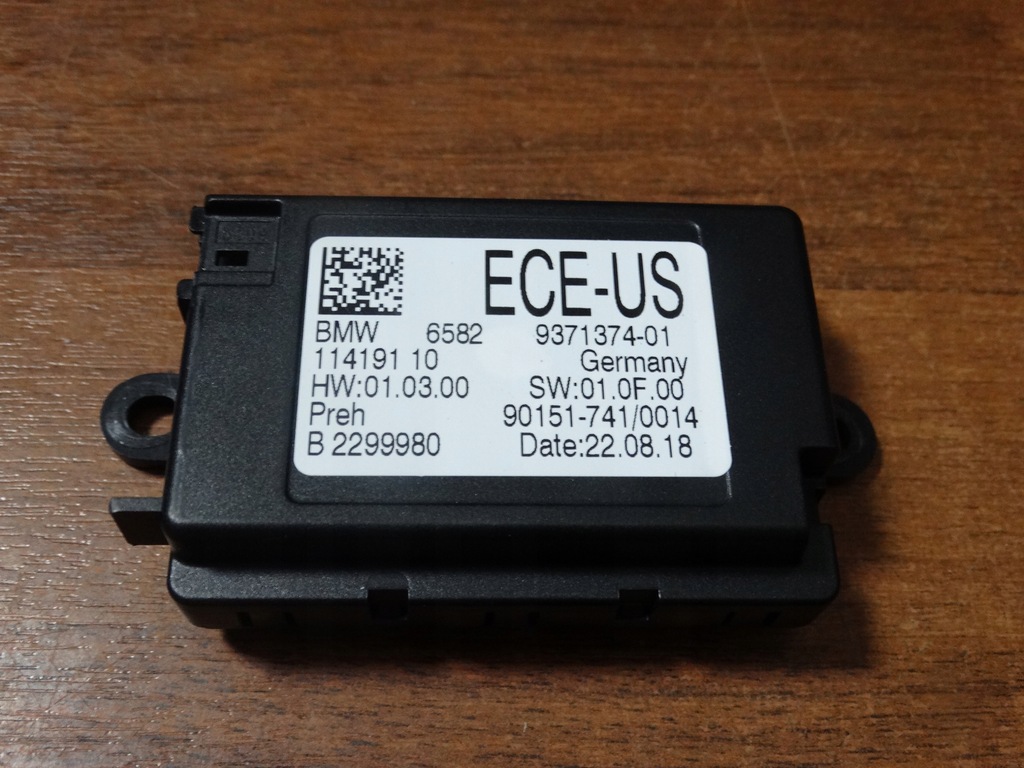 ECE-US
BMW 6582 9371374-01
114191 10 Germany
HW:01.03.00 SW:01.0F.00
Preh 90151-741/0014
B 2299980 Date:22.08.18